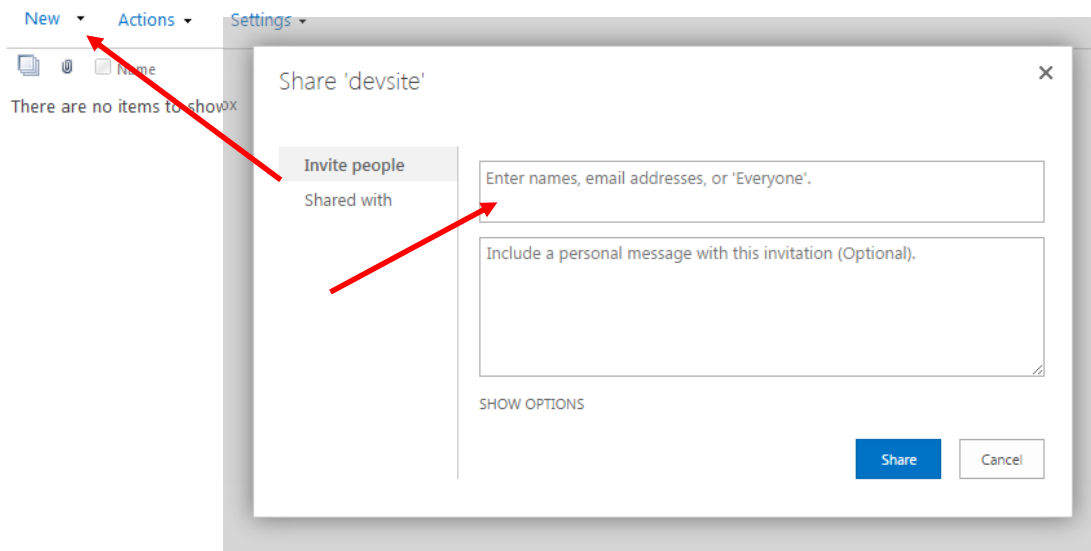 New Actions Settings
Name
There are no items to show
ox
Share 'devsite'
Invite people
Shared with
Enter names, email addresses, or 'Everyone'.
Include a personal message with this invitation (Optional).
SHOW OPTIONS
Share Cancel